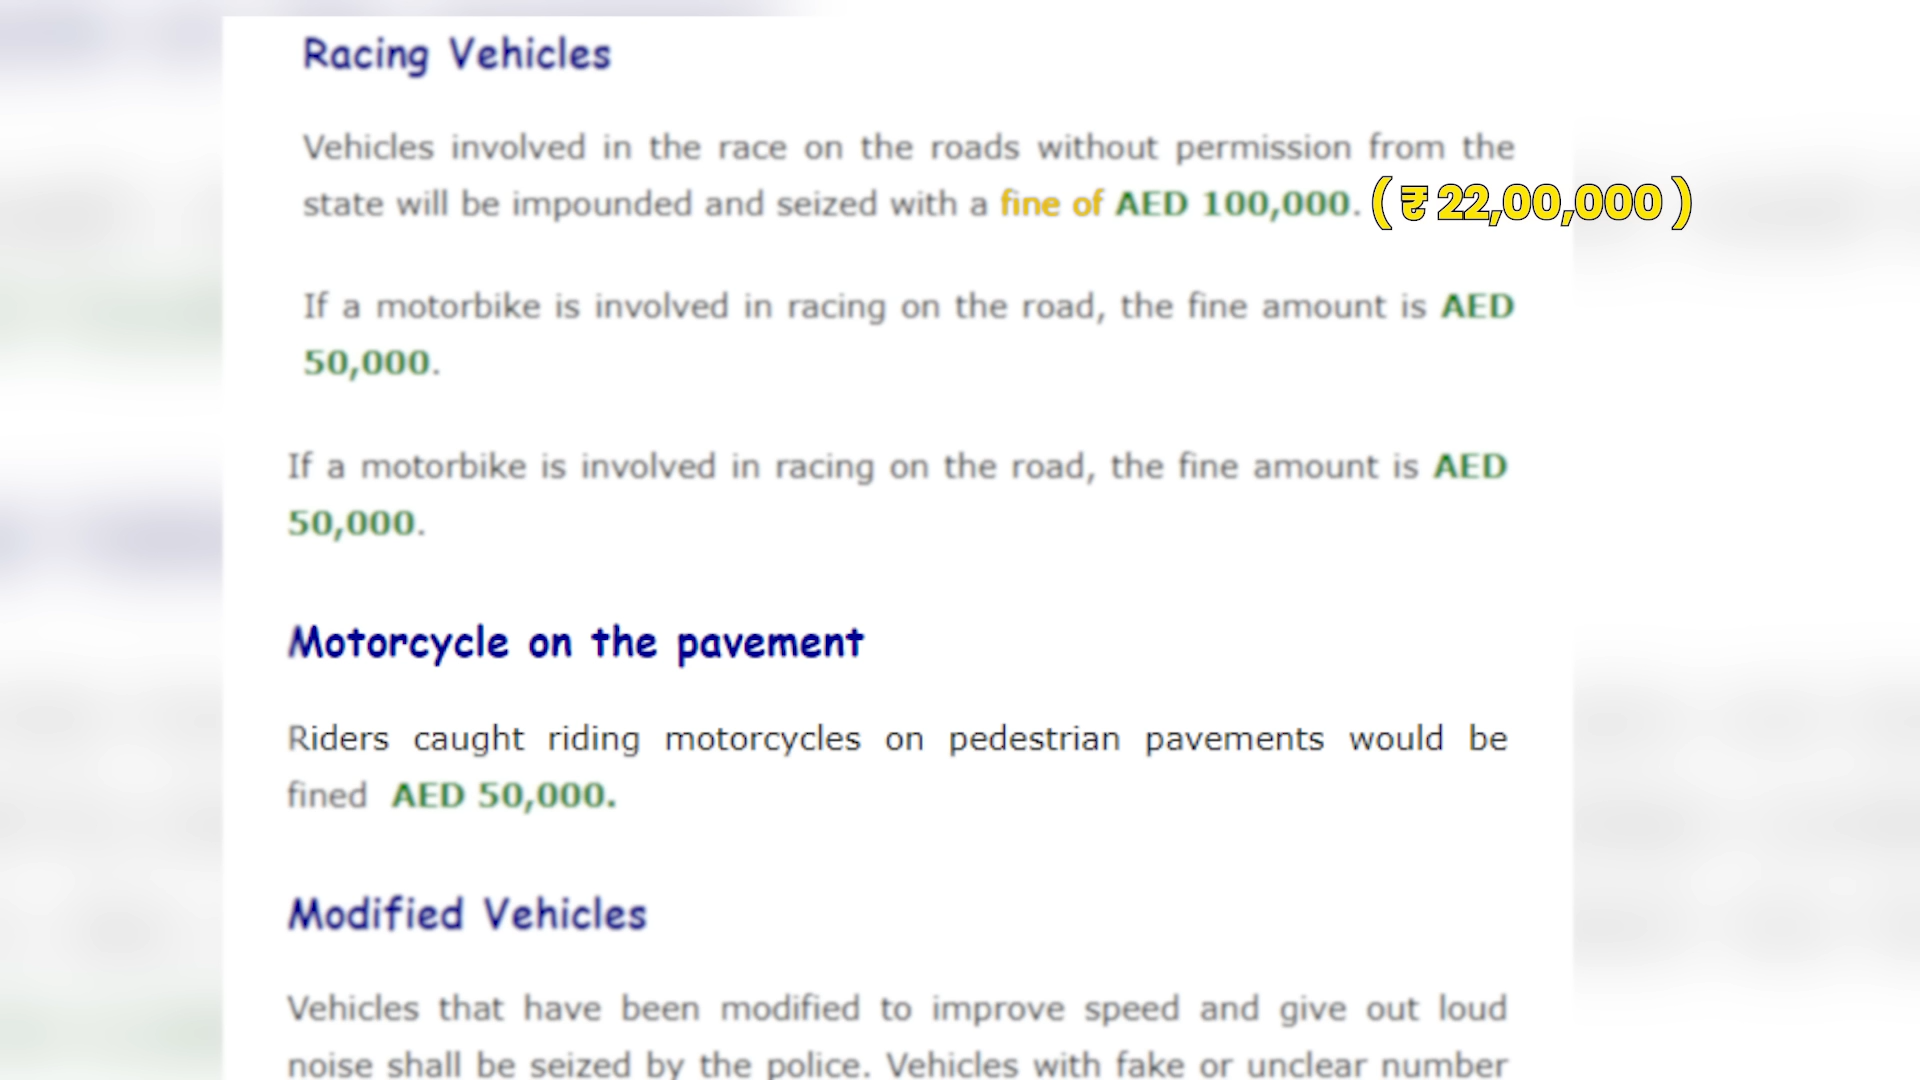 Racing Vehicles
Vehicles involved in the race on the roads without permission from the
state will be impounded and seized with a fine of AED 100,000. ( ₹ 22,00,000 )
If a motorbike is involved in racing on the road, the fine amount is AED
50,000.
If a motorbike is involved in racing on the road, the fine amount is AED
50,000.
Motorcycle on the pavement
Riders caught riding motorcycles on pedestrian pavements would be
fined AED 50,000.
Modified Vehicles
Vehicles that have been modified to improve speed and give out loud
noise shall be seized by the police. Vehicles with fake or unclear number